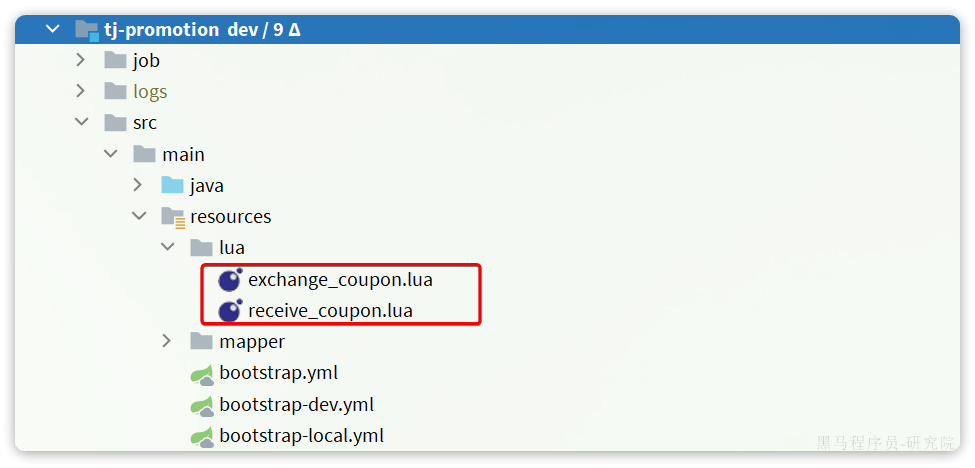 tj-promotion dev / 9 Δ
job
logs
src
main
java
resources
lua
exchange_coupon.lua
receive_coupon.lua
mapper
bootstrap.yml
bootstrap-dev.yml
bootstrap-local.yml
黑马程序员-研究院